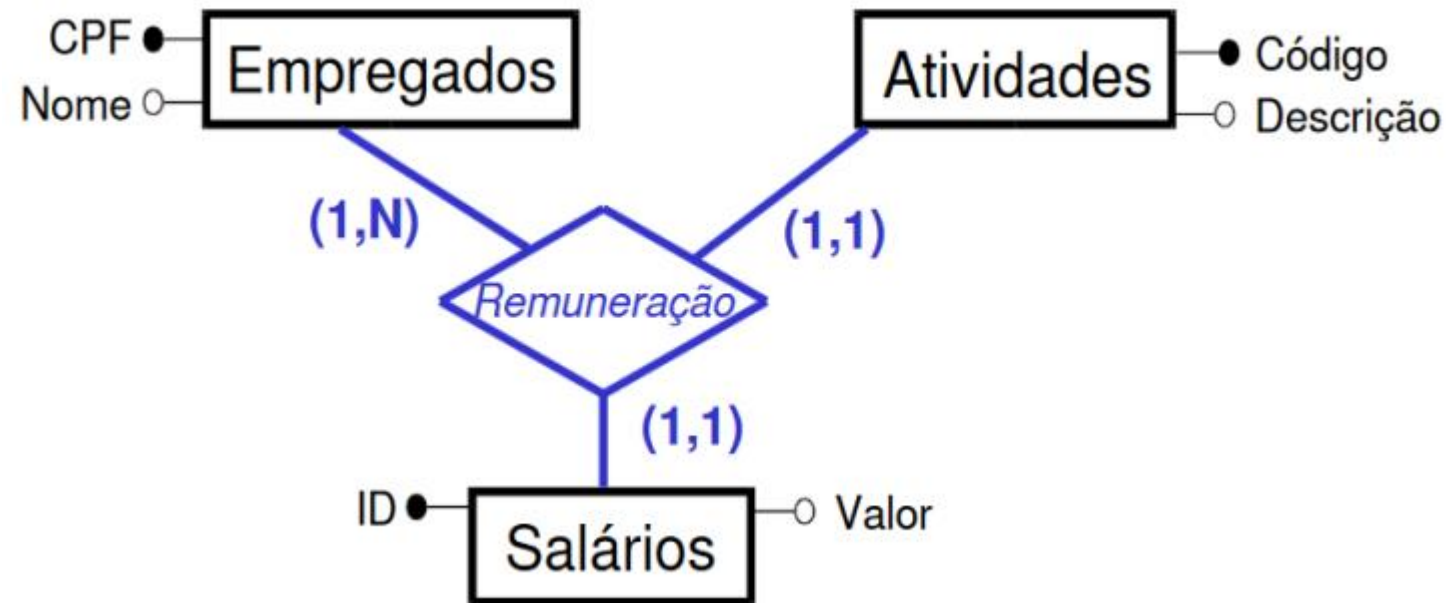 CPF
Nome
Empregados
Atividades
Código
Descrição
(1,N)
(1,1)
Remuneração
(1,1)
ID
Salários
Valor